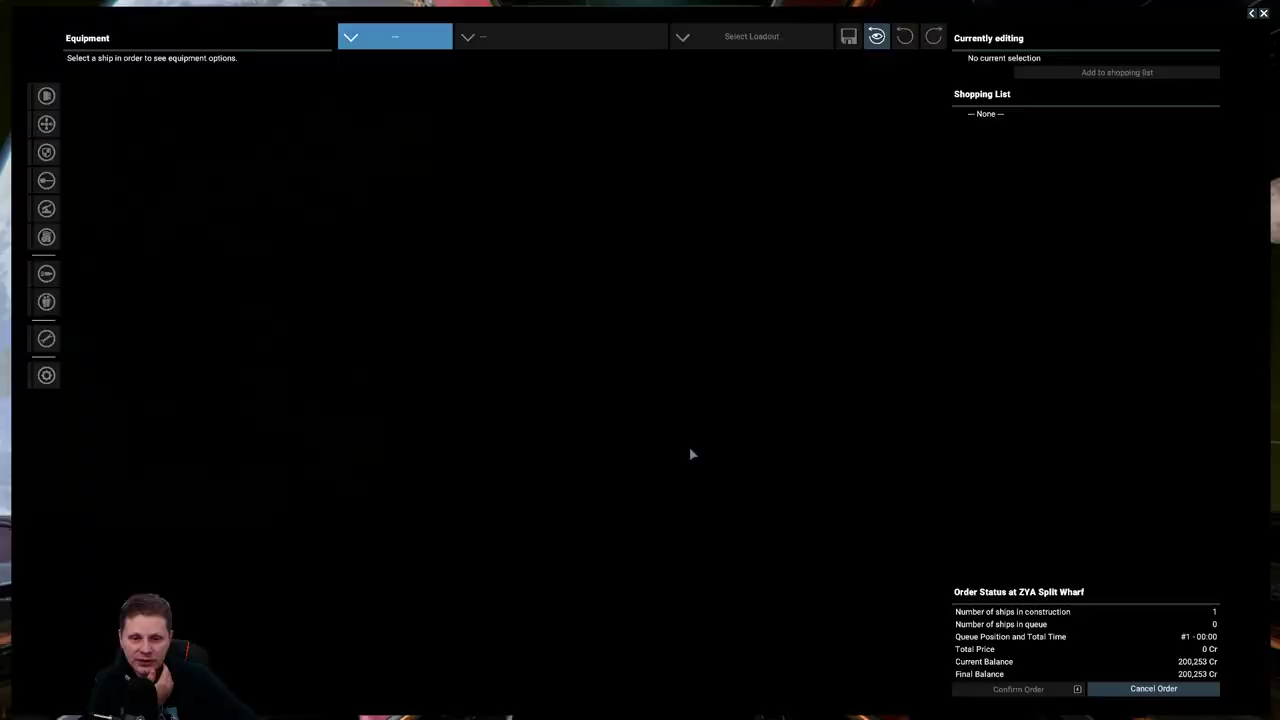 Equipment
Select a ship in order to see equipment options.
—
—
Select Loadout
Currently editing
No current selection
Add to shopping list
Shopping List
— None —
Order Status at ZYA Split Wharf
Number of ships in construction 1
Number of ships in queue 0
Queue Position and Total Time #1 - 00:00
Total Price 0 Cr
Current Balance 200,253 Cr
Final Balance 200,253 Cr
Confirm Order
Cancel Order